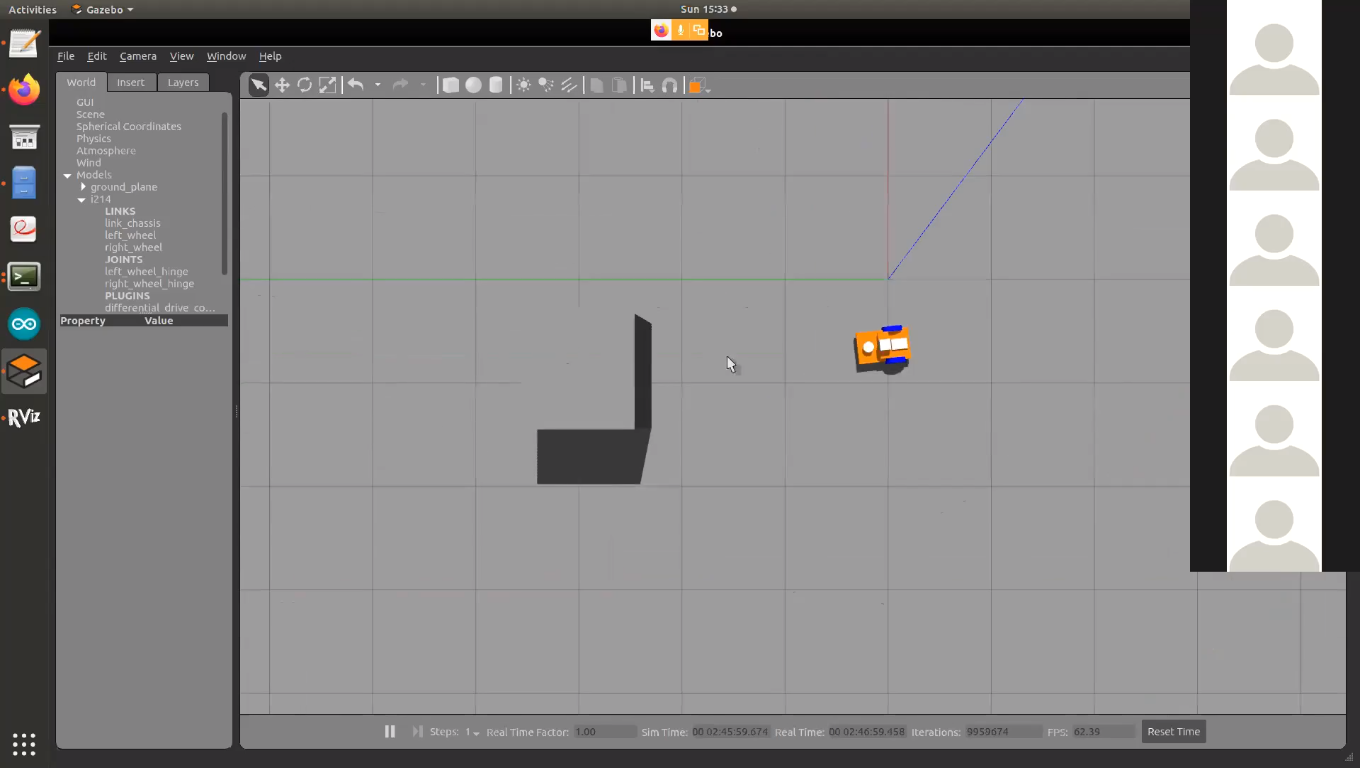 Activities Gazebo Sun 15:33
bo
File Edit Camera View Window Help
World Insert Layers
GUI
Scene
Spherical Coordinates
Physics
Atmosphere
Wind
Models
ground_plane
i214
LINKS
link_chassis
left_wheel
right_wheel
JOINTS
left_wheel_hinge
right_wheel_hinge
PLUGINS
differential_drive_co...
Property Value
RViz
Steps: 1 Real Time Factor: 1.00 Sim Time: 00 02:45:59.674 Real Time: 00 02:46:59.458 Iterations: 9959674 FPS: 62.39 Reset Time